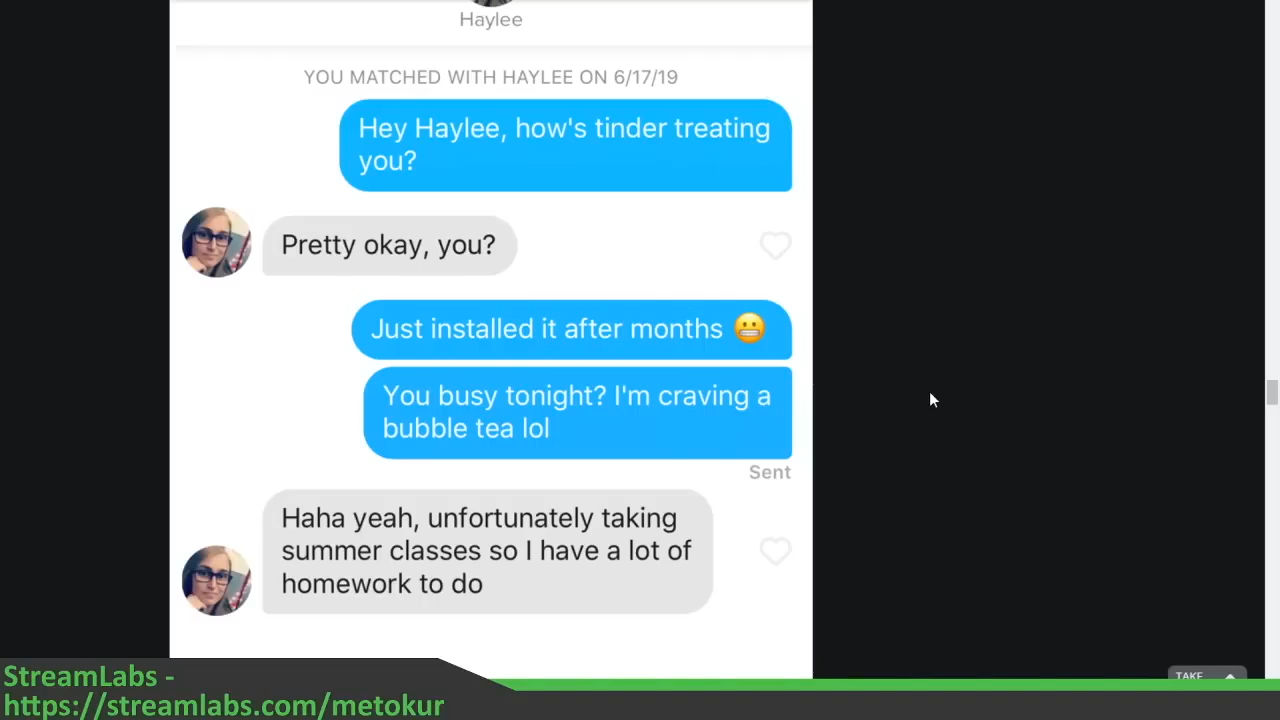 Haylee
YOU MATCHED WITH HAYLEE ON 6/17/19
Hey Haylee, how's tinder treating
you?
Pretty okay, you?
Just installed it after months 😬
You busy tonight? I'm craving a
bubble tea lol
Sent
Haha yeah, unfortunately taking
summer classes so I have a lot of
homework to do
TAKE
StreamLabs -
https://streamlabs.com/metokur